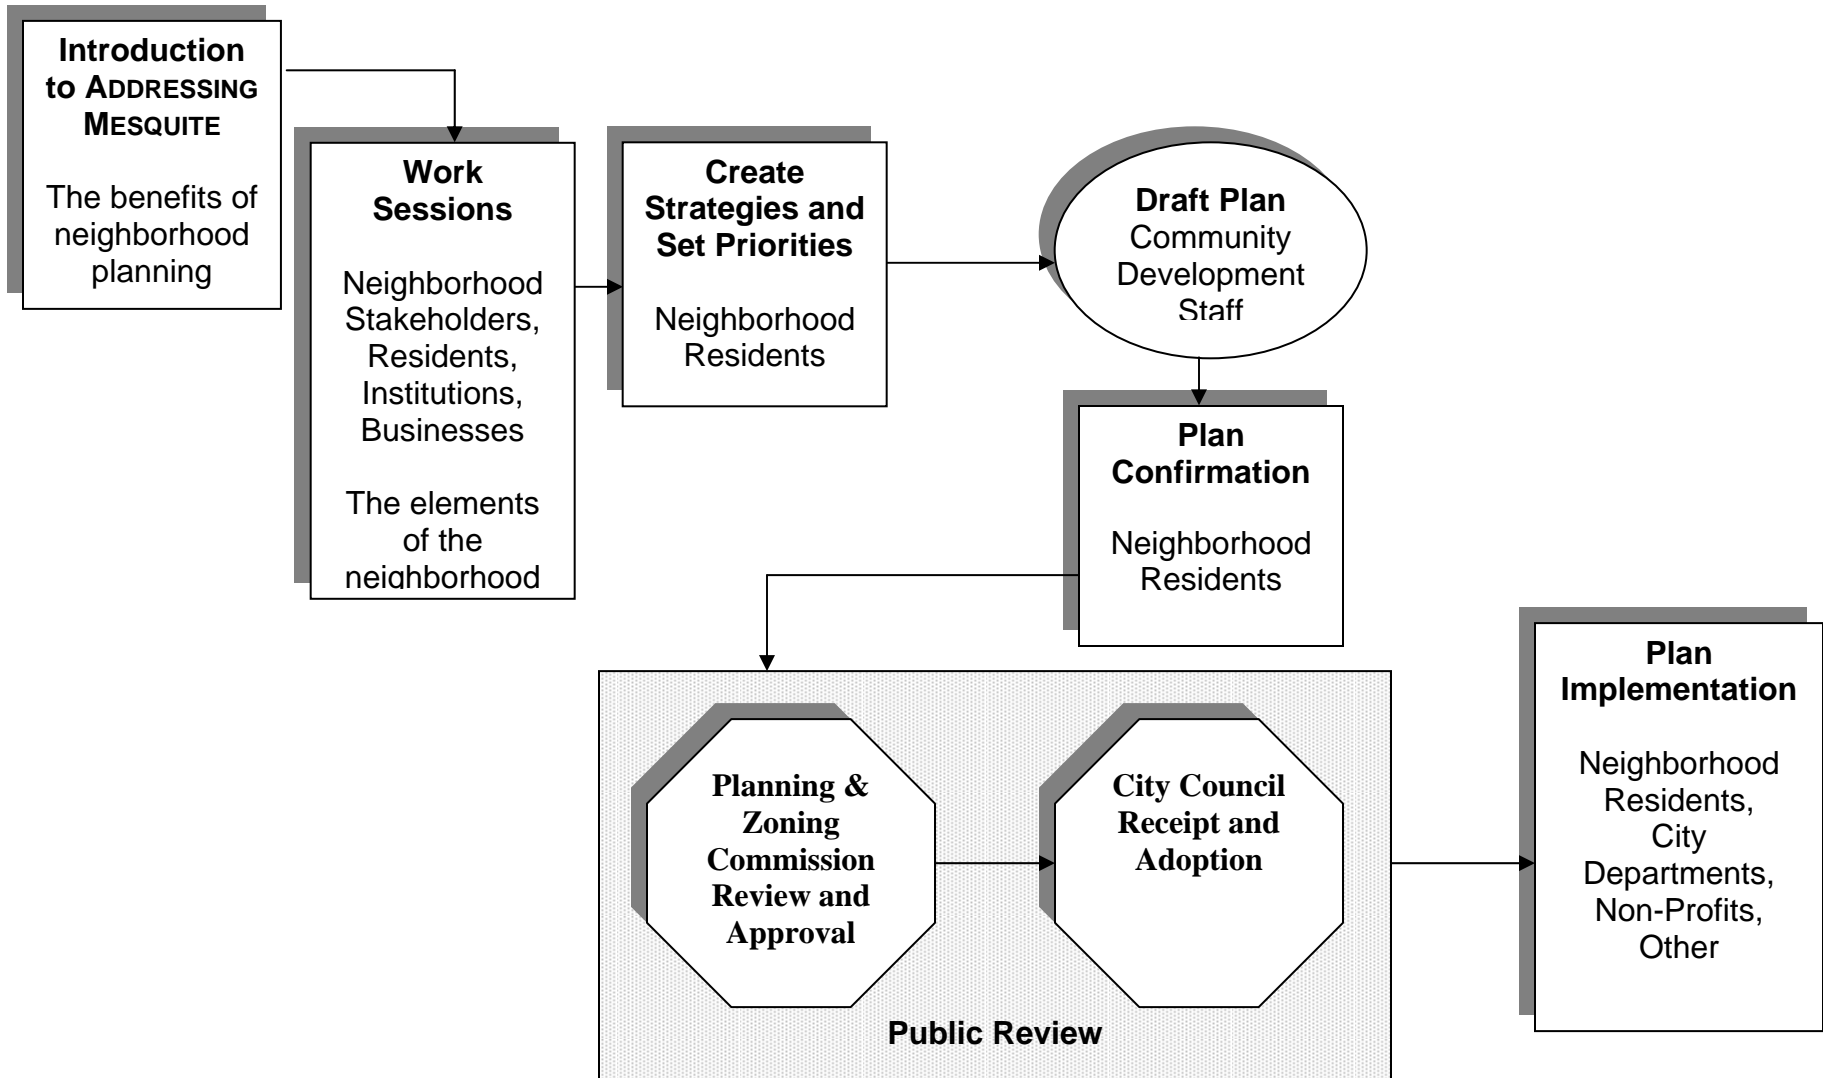 Introduction
to ADDRESSING
MESQUITE
The benefits of
neighborhood
planning
Work
Sessions
Neighborhood
Stakeholders,
Residents,
Institutions,
Businesses
The elements
of the
neighborhood
Create
Strategies and
Set Priorities
Neighborhood
Residents
Draft Plan
Community
Development
Staff
Plan
Confirmation
Neighborhood
Residents
Planning &
Zoning
Commission
Review and
Approval
City Council
Receipt and
Adoption
Public Review
Plan
Implementation
Neighborhood
Residents,
City
Departments,
Non-Profits,
Other